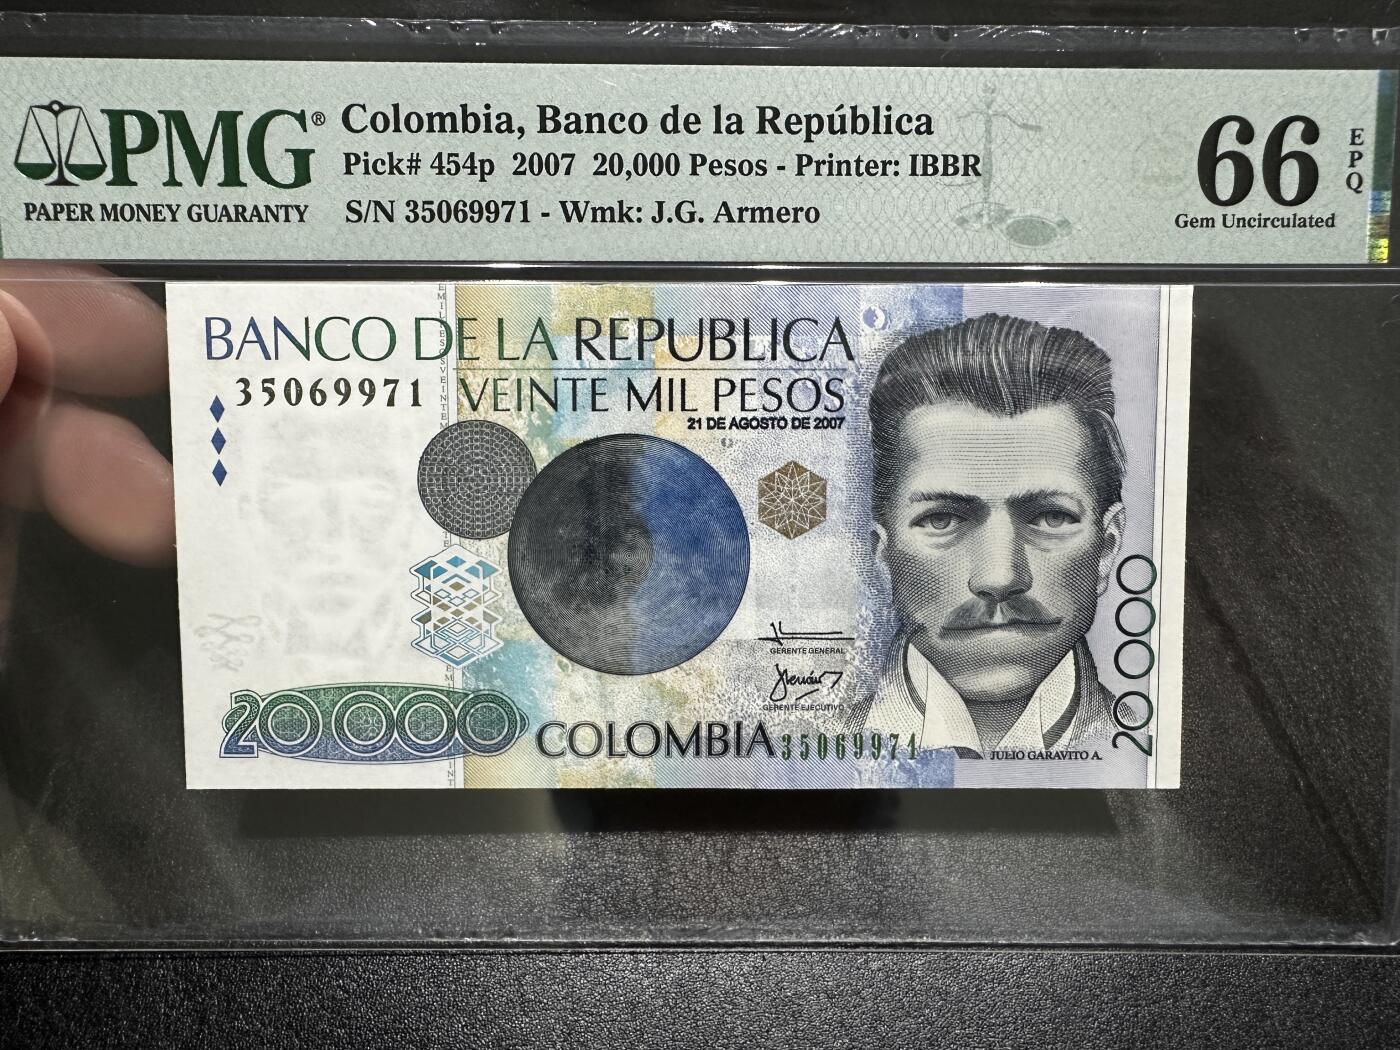 PMG®
PAPER MONEY GUARANTY
Colombia, Banco de la República
Pick# 454p 2007 20,000 Pesos - Printer: IBBR
S/N 35069971 - Wmk: J.G. Armero
66
EPQ
Gem Uncirculated
BANCO DE LA REPUBLICA
35069971
VEINTE MIL PESOS
21 DE AGOSTO DE 2007
GERENTE GENERAL
GERENTE EJECUTIVO
20000
20000
COLOMBIA
35069971
JULIO GARAVITO A.